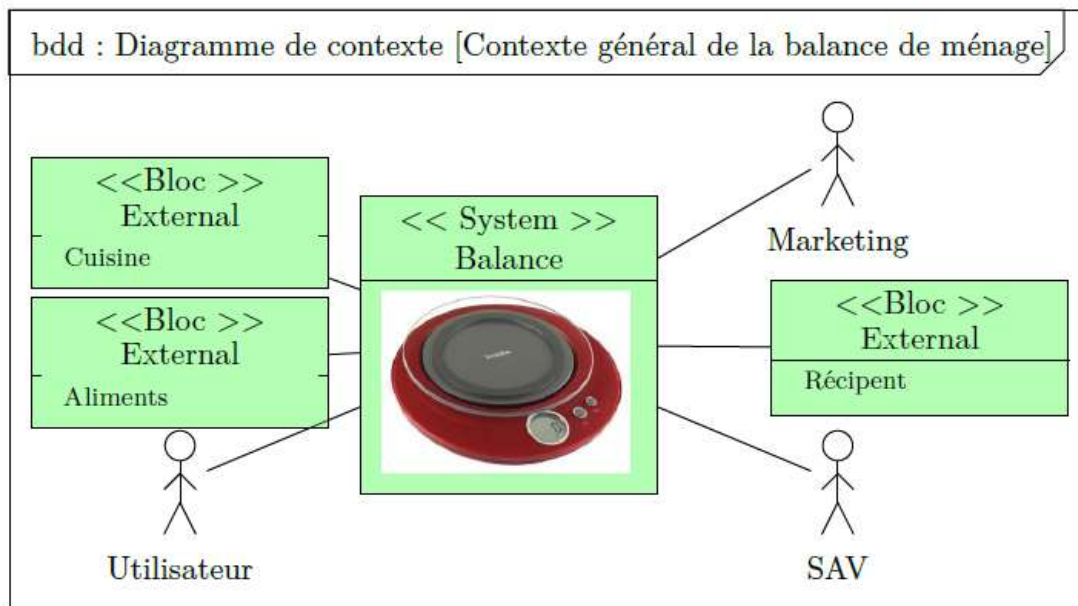 bdd : Diagramme de contexte [Contexte général de la balance de ménage]
<<Bloc >>
External
Cuisine
<<Bloc >>
External
Aliments
Utilisateur
<< System >>
Balance
Marketing
<<Bloc >>
External
Récipent
SAV